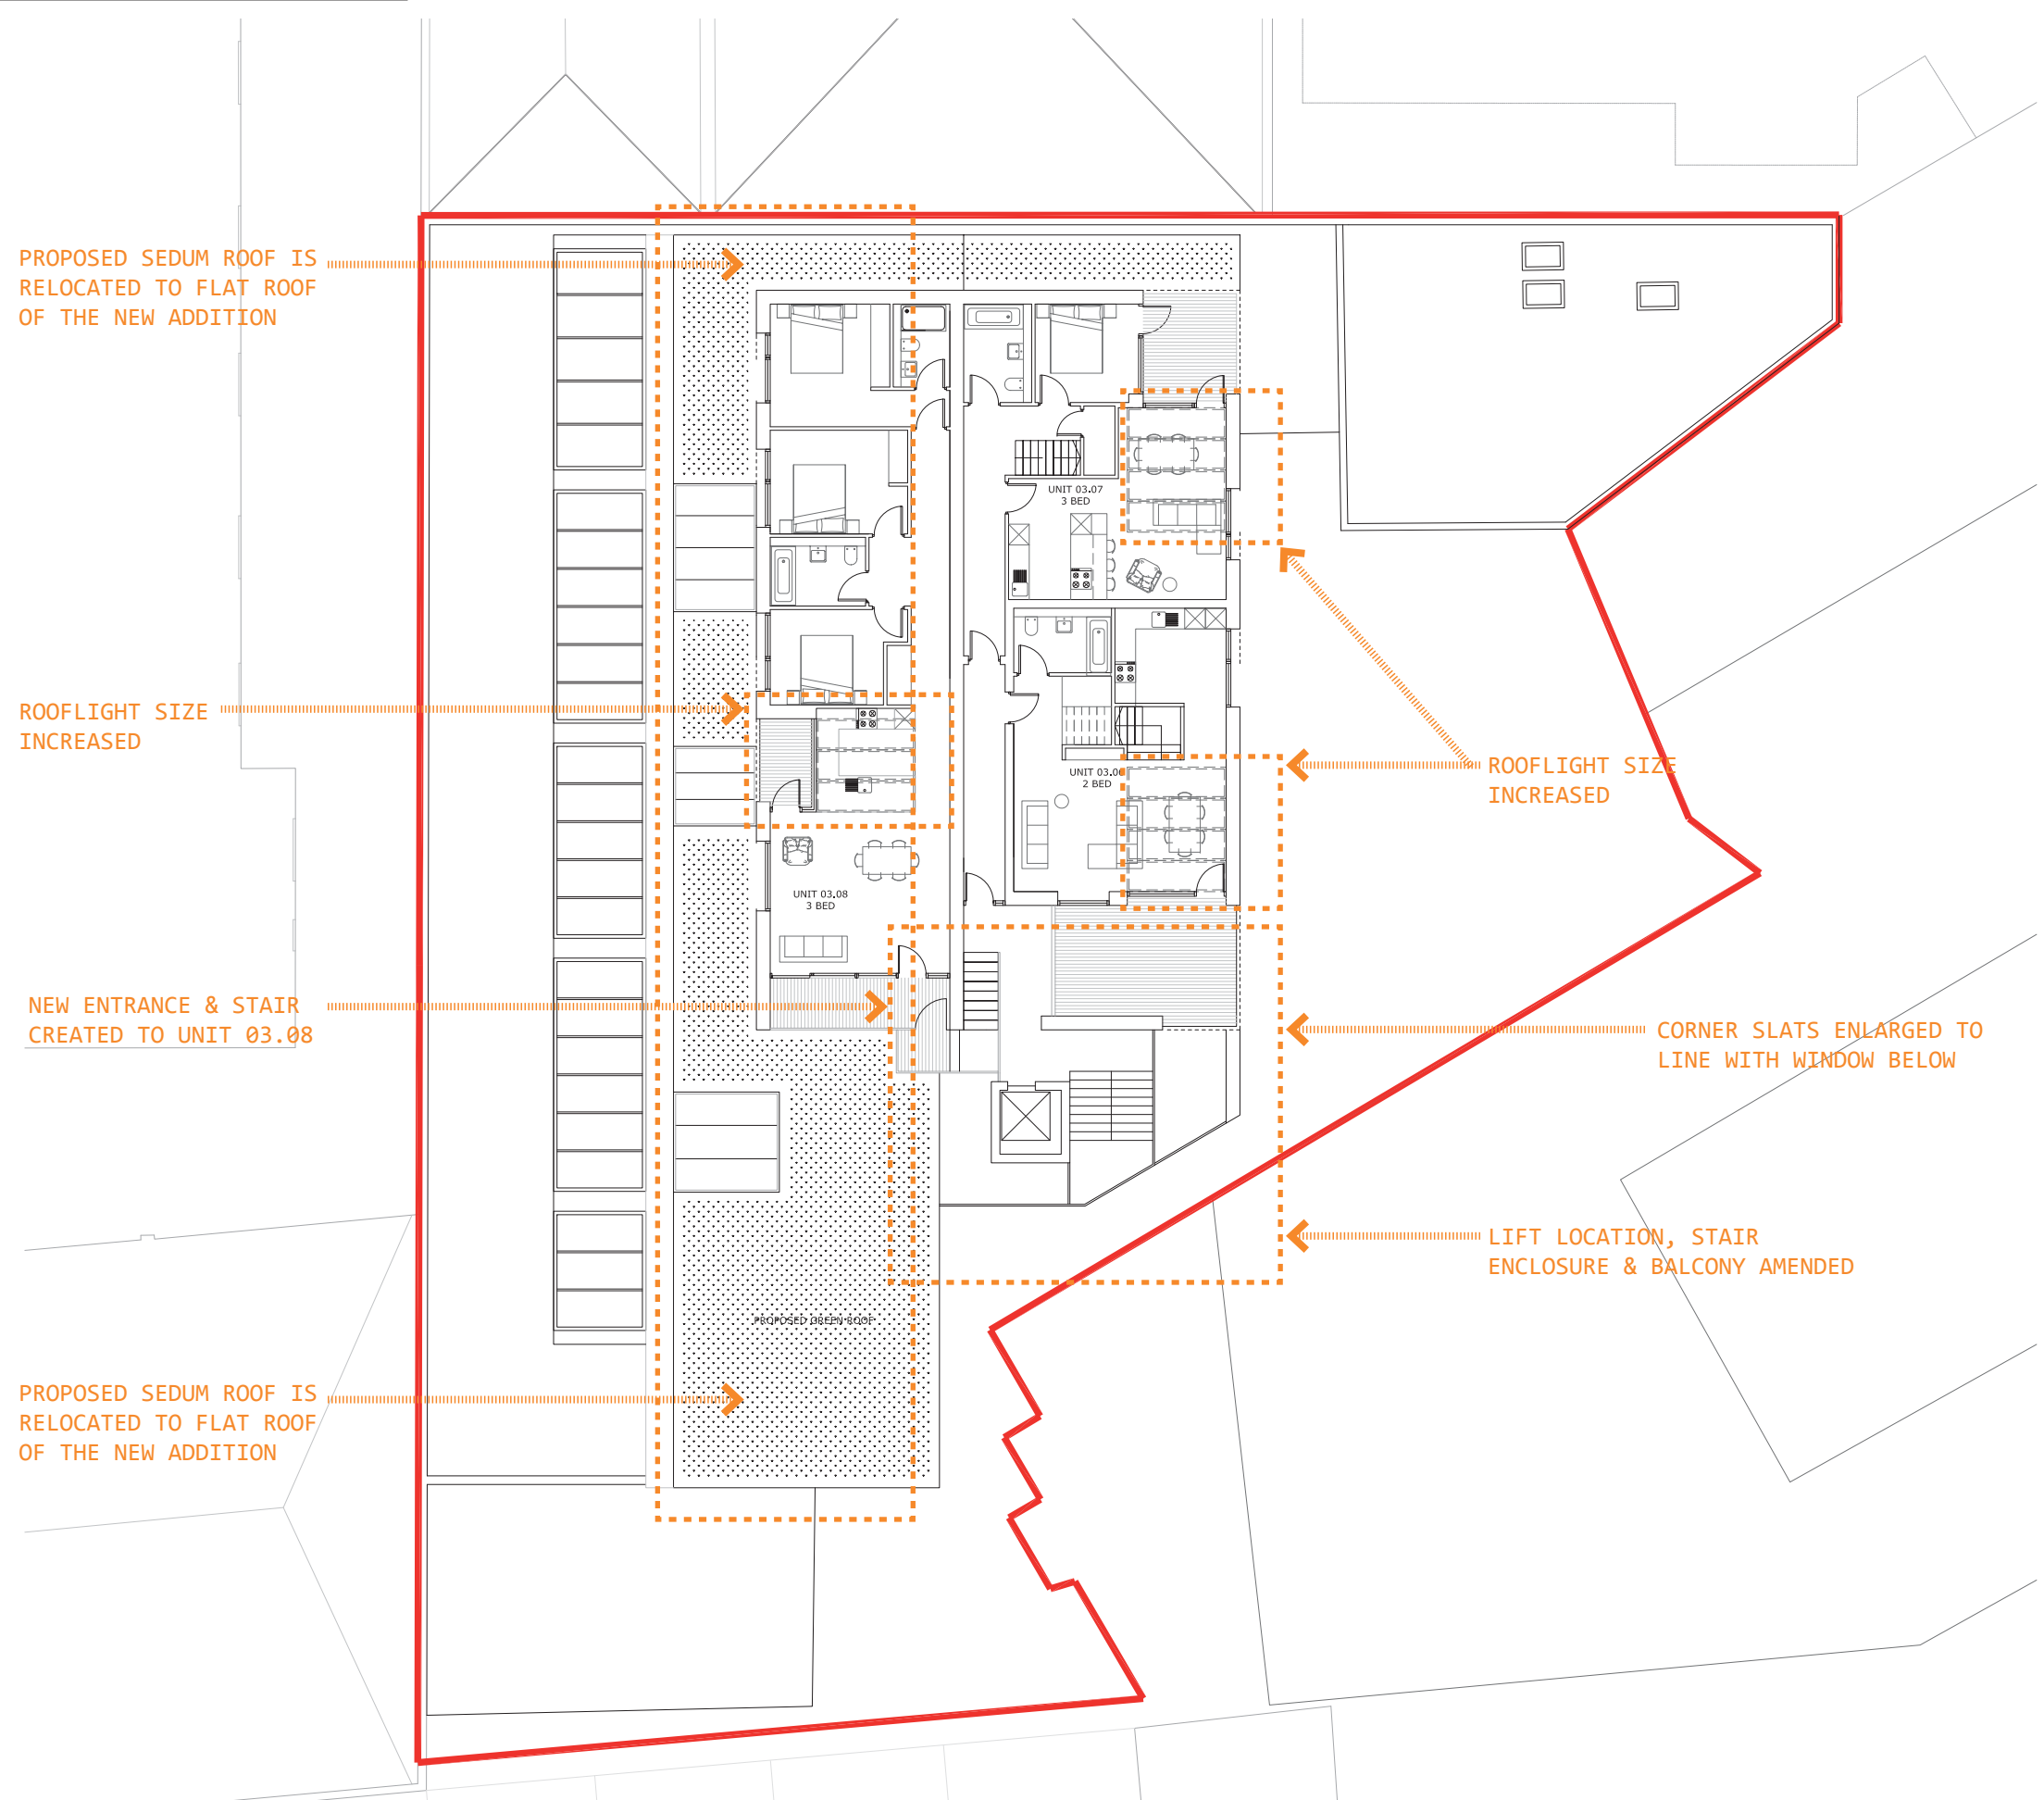 PROPOSED SEDUM ROOF IS
RELOCATED TO FLAT ROOF
OF THE NEW ADDITION
UNIT 03.07
3 BED
ROOFLIGHT SIZE
INCREASED
ROOFLIGHT SIZE
INCREASED
UNIT 03.06
2 BED
UNIT 03.08
3 BED
NEW ENTRANCE & STAIR
CREATED TO UNIT 03.08
CORNER SLATS ENLARGED TO
LINE WITH WINDOW BELOW
LIFT LOCATION, STAIR
ENCLOSURE & BALCONY AMENDED
PROPOSED GREEN ROOF
PROPOSED SEDUM ROOF IS
RELOCATED TO FLAT ROOF
OF THE NEW ADDITION